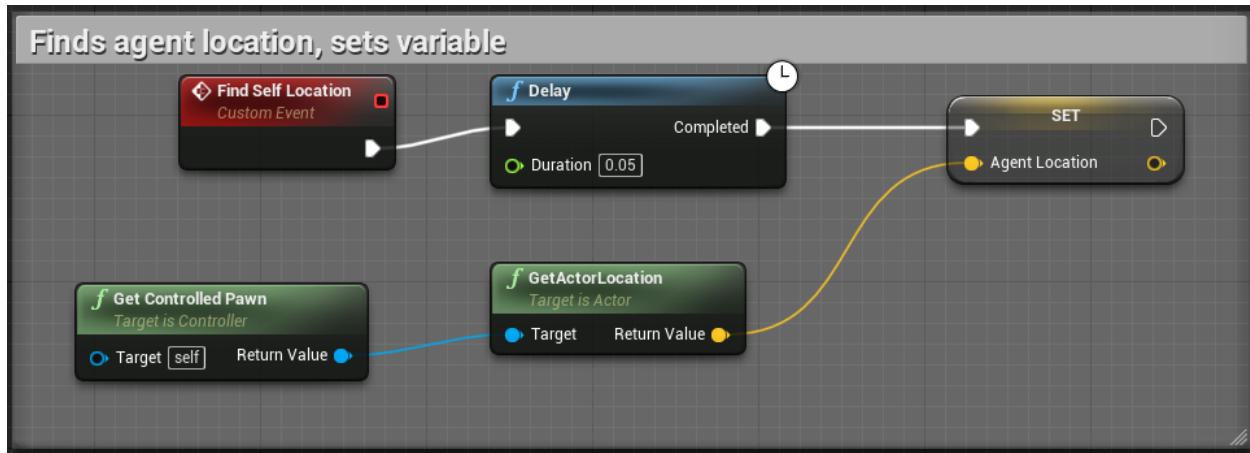 Finds agent location, sets variable
Find Self Location
Custom Event
f Delay
Completed
Duration 0.05
SET
Agent Location
f Get Controlled Pawn
Target is Controller
Target self Return Value
f GetActorLocation
Target is Actor
Target Return Value